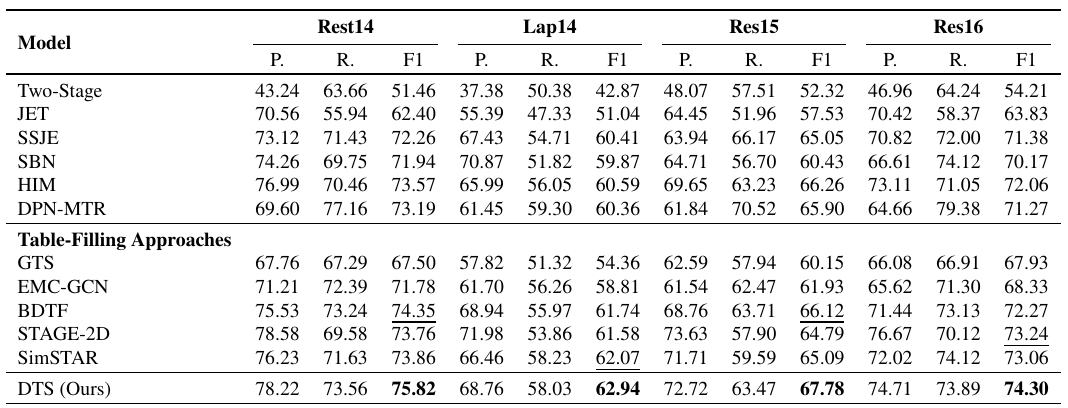 Model Rest14 Lap14 Res15 Res16
P. R. F1 P. R. F1 P. R. F1 P. R. F1
Two-Stage 43.24 63.66 51.46 37.38 50.38 42.87 48.07 57.51 52.32 46.96 64.24 54.21
JET 70.56 55.94 62.40 55.39 47.33 51.04 64.45 51.96 57.53 70.42 58.37 63.83
SSJE 73.12 71.43 72.26 67.43 54.71 60.41 63.94 66.17 65.05 70.82 72.00 71.38
SBN 74.26 69.75 71.94 70.87 51.82 59.87 64.71 56.70 60.43 66.61 74.12 70.17
HIM 76.99 70.46 73.57 65.99 56.05 60.59 69.65 63.23 66.26 73.11 71.05 72.06
DPN-MTR 69.60 77.16 73.19 61.45 59.30 60.36 61.84 70.52 65.90 64.66 79.38 71.27
Table-Filling Approaches
GTS 67.76 67.29 67.50 57.82 51.32 54.36 62.59 57.94 60.15 66.08 66.91 67.93
EMC-GCN 71.21 72.39 71.78 61.70 56.26 58.81 61.54 62.47 61.93 65.62 71.30 68.33
BDTF 75.53 73.24 74.35 68.94 55.97 61.74 68.76 63.71 66.12 71.44 73.13 72.27
STAGE-2D 78.58 69.58 73.76 71.98 53.86 61.58 73.63 57.90 64.79 76.67 70.12 73.24
SimSTAR 76.23 71.63 73.86 66.46 58.23 62.07 71.71 59.59 65.09 72.02 74.12 73.06
DTS (Ours) 78.22 73.56 75.82 68.76 58.03 62.94 72.72 63.47 67.78 74.71 73.89 74.30